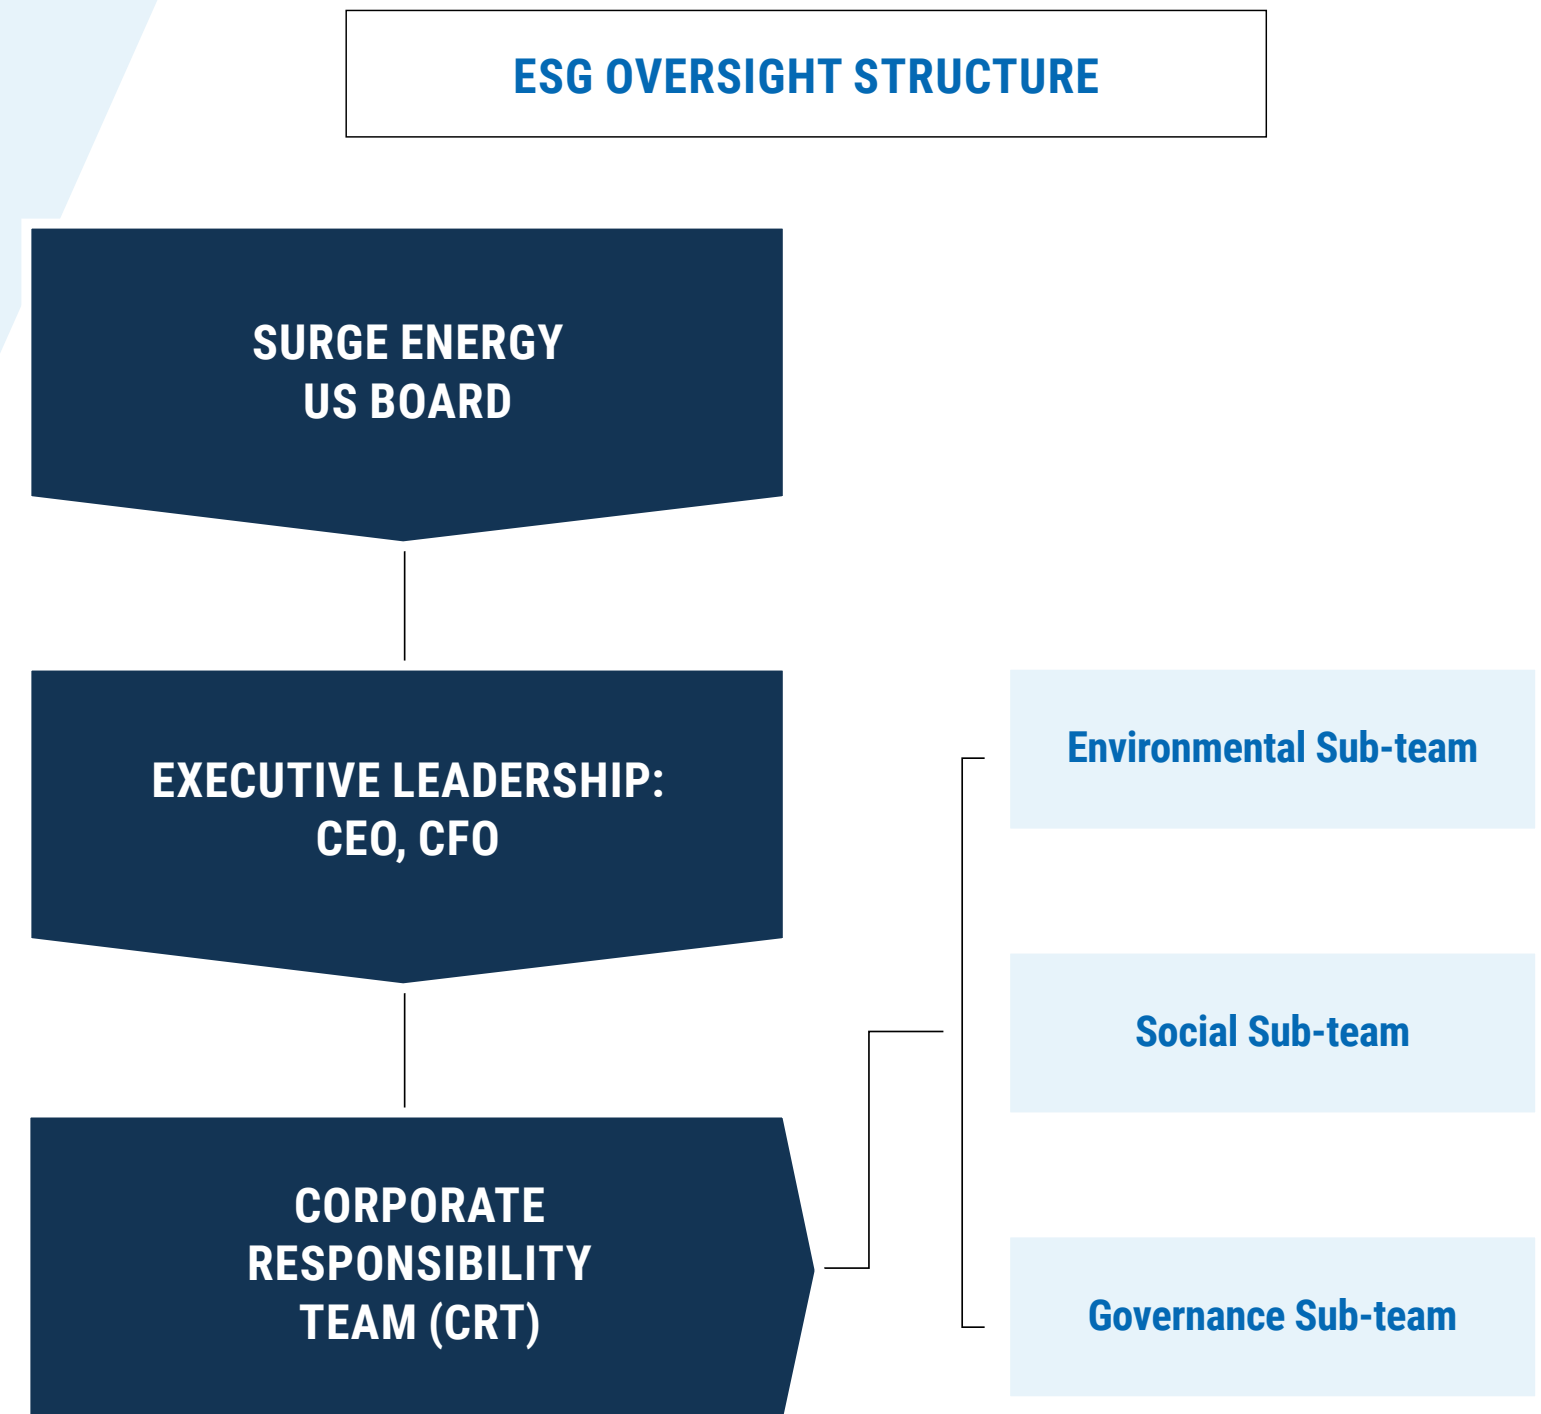 ESG OVERSIGHT STRUCTURE
SURGE ENERGY
US BOARD
EXECUTIVE LEADERSHIP:
CEO, CFO
CORPORATE
RESPONSIBILITY
TEAM (CRT)
Environmental Sub-team
Social Sub-team
Governance Sub-team